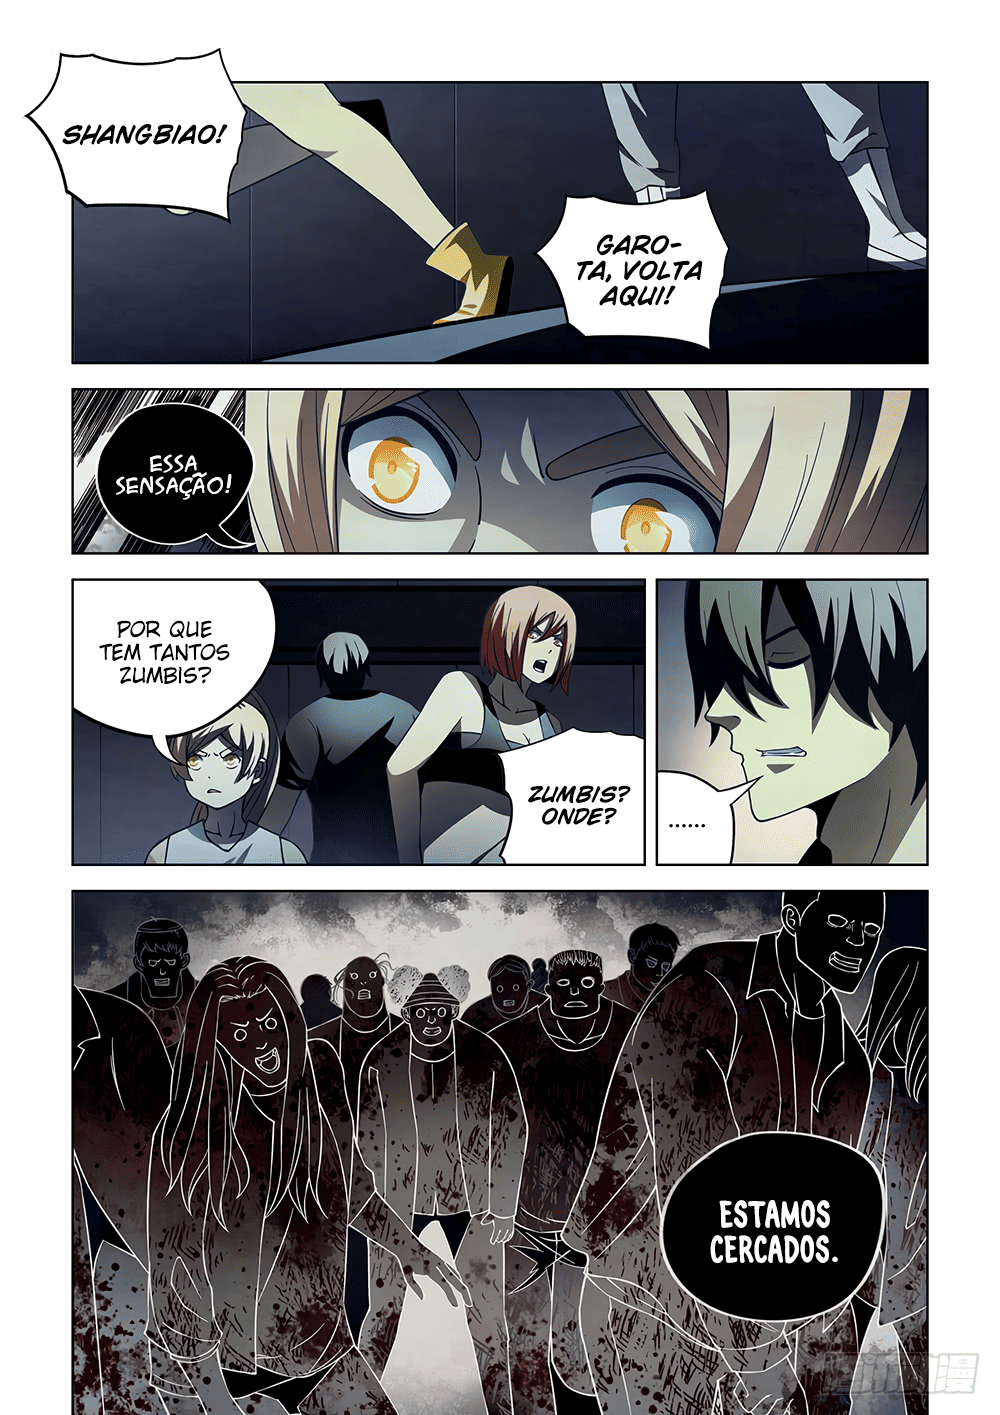 SHANGBIAO!
GARO-
TA, VOLTA
AQUI!
ESSA
SENSAÇÃO!
POR QUE
TEM TANTOS
ZUMBIS?
ZUMBIS?
ONDE?
......
ESTAMOS
CERCADOS.